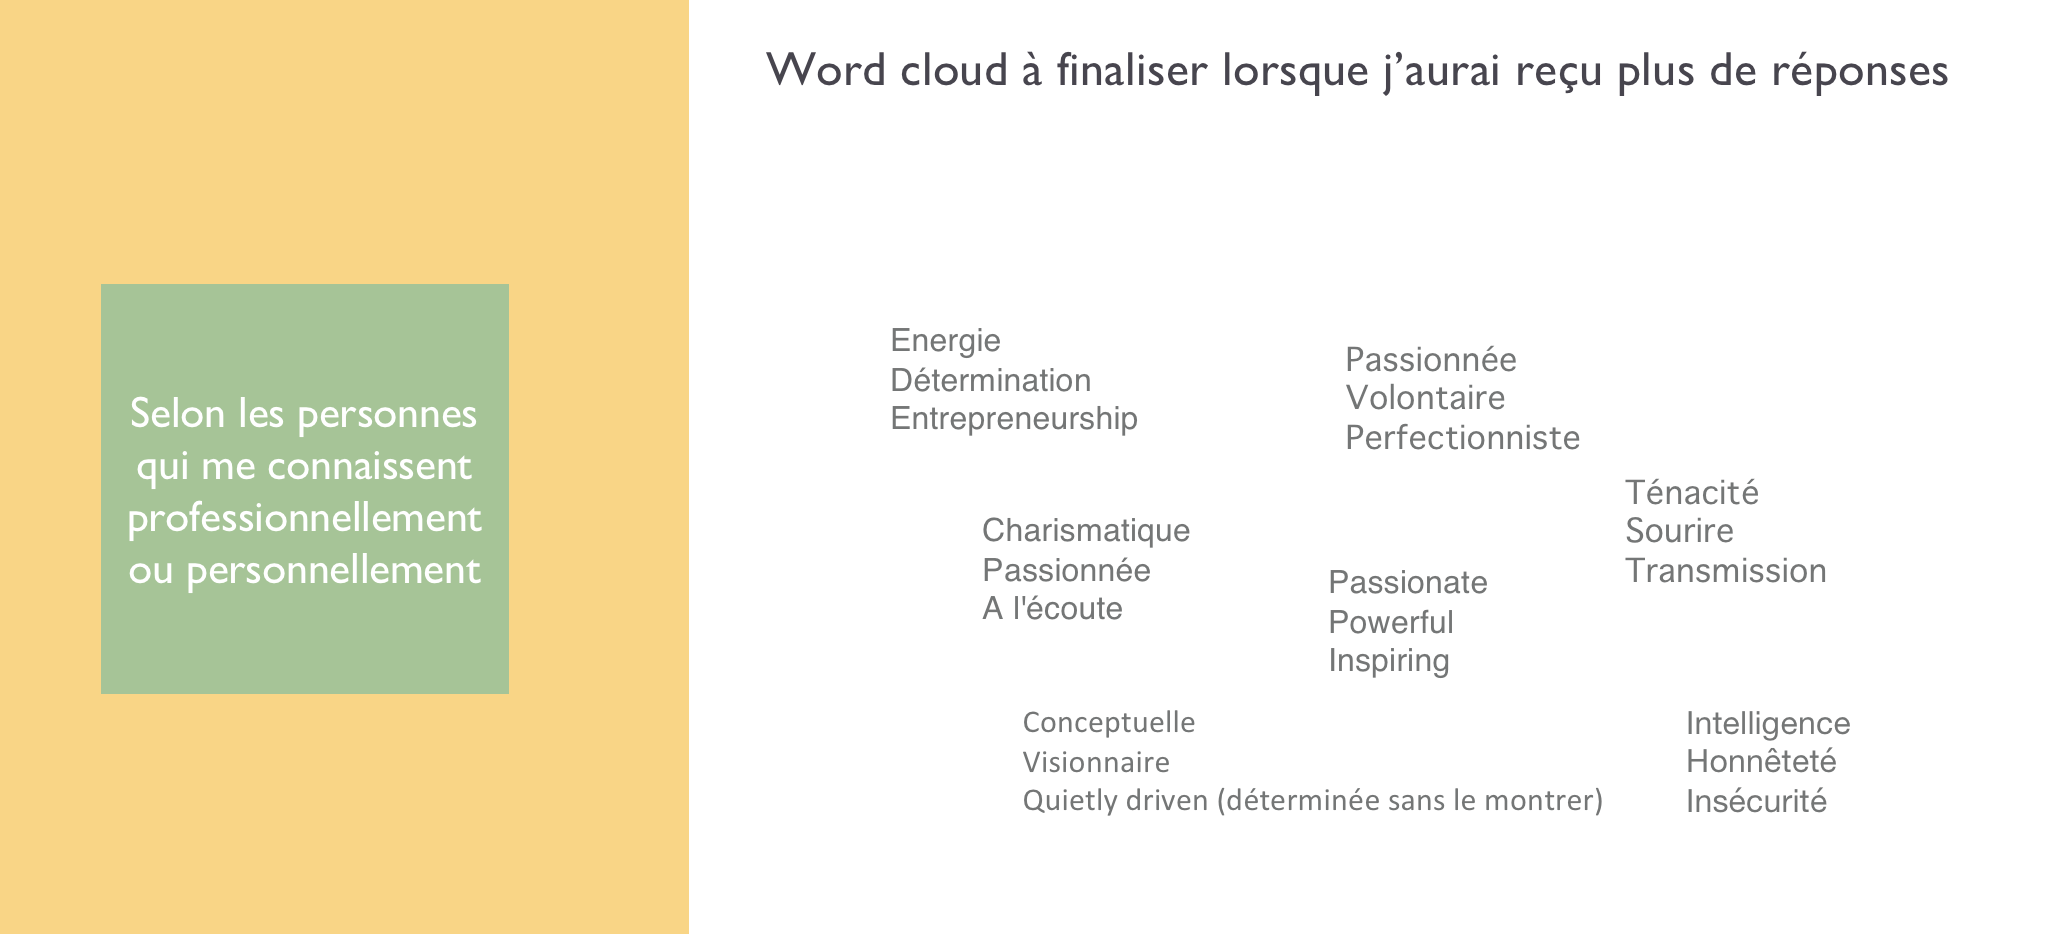 Word cloud à finaliser lorsque j’aurai reçu plus de réponses
Selon les personnes
qui me connaissent
professionnellement
ou personnellement
Energie
Détermination
Entrepreneurship
Passionnée
Volontaire
Perfectionniste
Ténacité
Sourire
Transmission
Charismatique
Passionnée
A l'écoute
Passionate
Powerful
Inspiring
Conceptuelle
Visionnaire
Quietly driven (déterminée sans le montrer)
Intelligence
Honnêteté
Insécurité